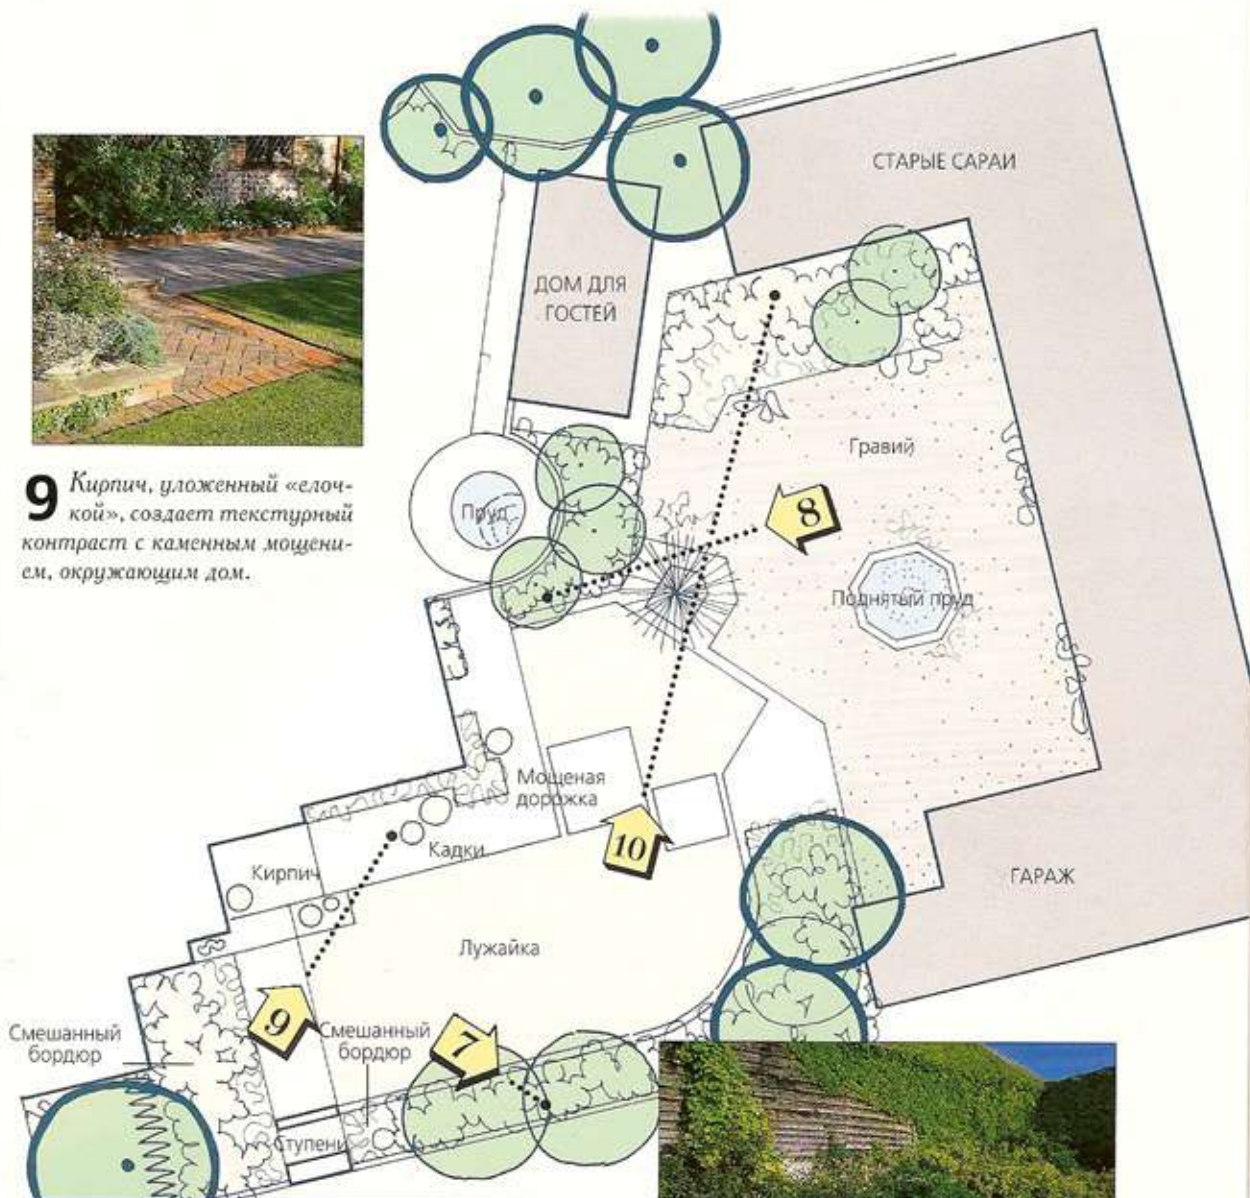 СТАРЫЕ САРАИ
ДОМ ДЛЯ
ГОСТЕЙ
Гравий
9 Кирпич, уложенный «елоч-
кой», создает текстурный
контраст с каменным мощени-
ем, окружающим дом.
Пруд
8
Поднятый пруд
Мощеная
дорожка
Кадки
10
Кирпич
ГАРАЖ
Лужайка
9
Смешанный
бордюр
Смешанный
бордюр
7
Ступени